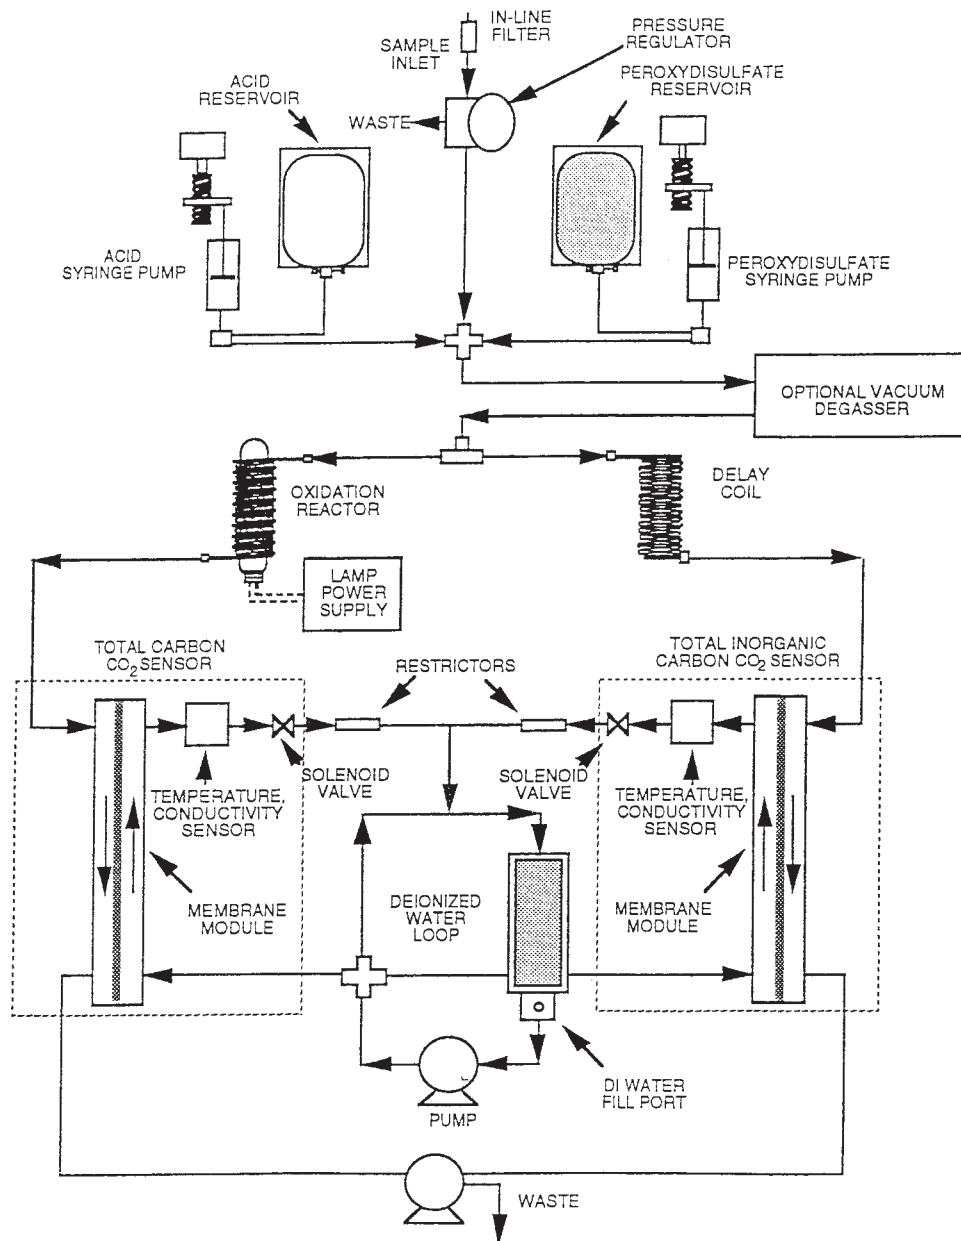 IN-LINE
FILTER
SAMPLE
INLET
PRESSURE
REGULATOR
ACID
RESERVOIR
PEROXYDISULFATE
RESERVOIR
WASTE
ACID
SYRINGE PUMP
PEROXYDISULFATE
SYRINGE PUMP
OPTIONAL VACUUM
DEGASSER
OXIDATION
REACTOR
DELAY
COIL
LAMP
POWER
SUPPLY
TOTAL CARBON
CO2 SENSOR
RESTRICTORS
TOTAL INORGANIC
CARBON CO2 SENSOR
SOLENOID
VALVE
SOLENOID
VALVE
TEMPERATURE,
CONDUCTIVITY
SENSOR
TEMPERATURE,
CONDUCTIVITY
SENSOR
MEMBRANE
MODULE
DEIONIZED
WATER
LOOP
MEMBRANE
MODULE
DI WATER
FILL PORT
PUMP
WASTE